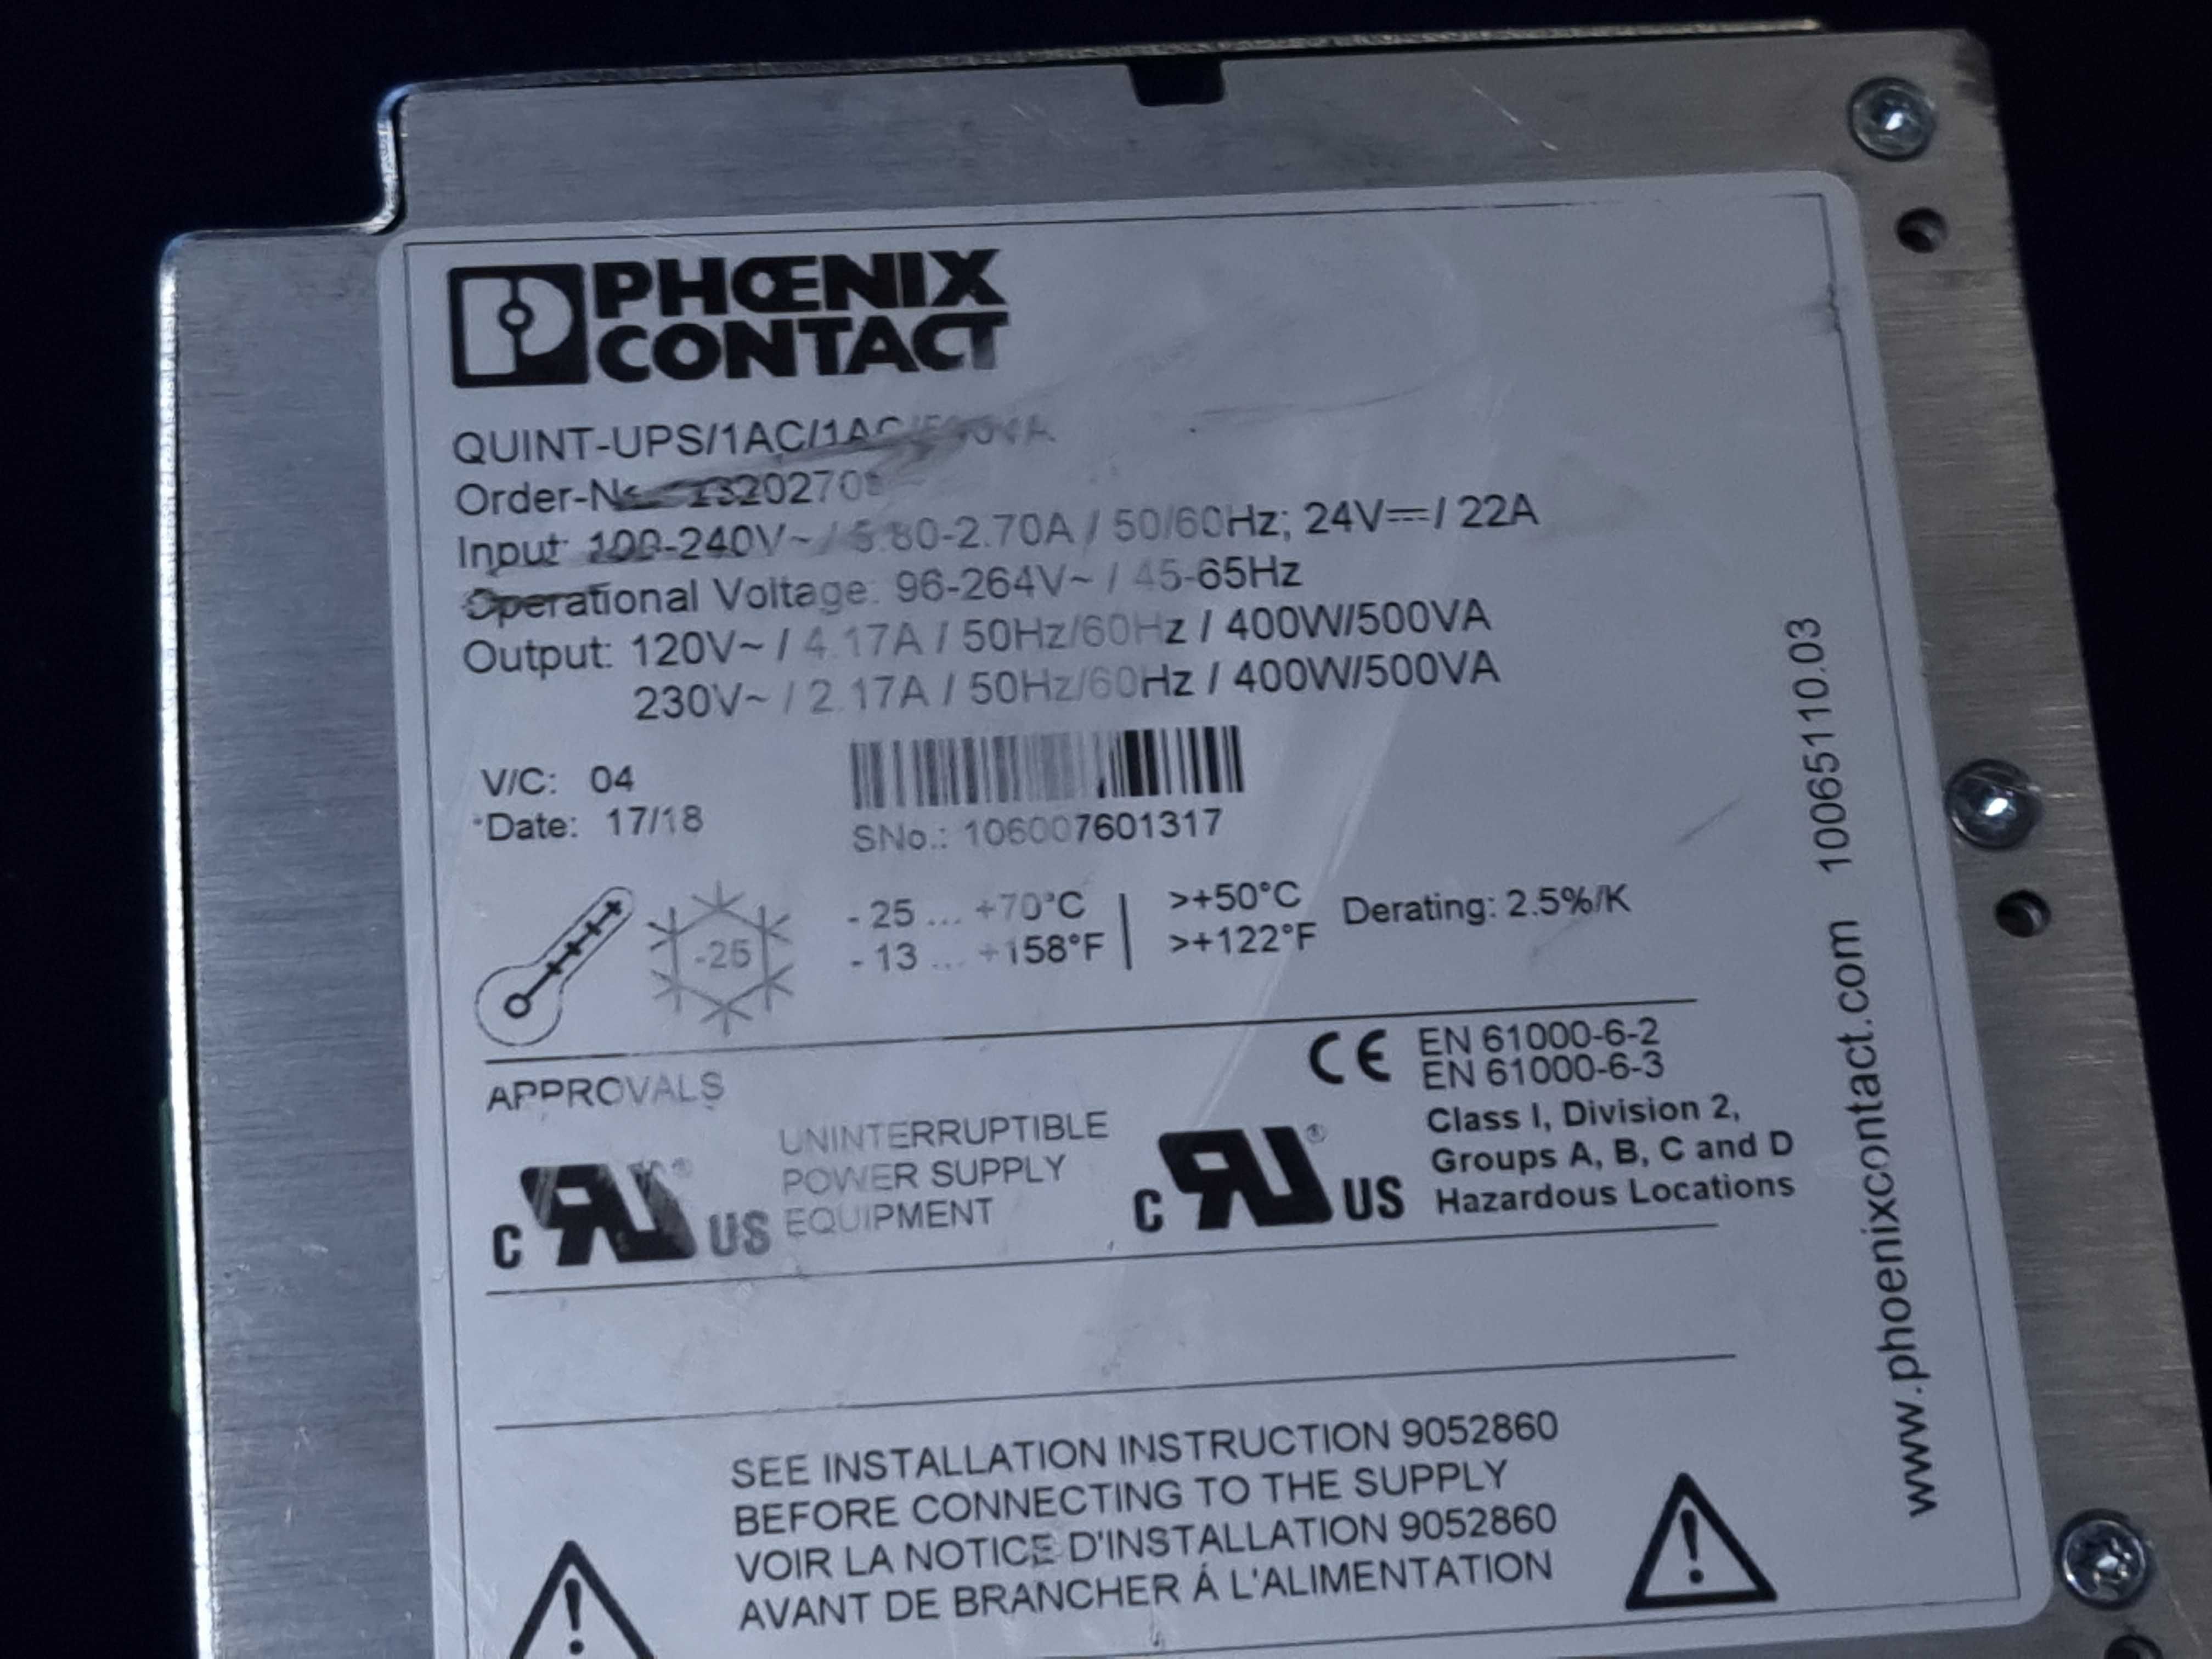 PHŒNIX
CONTACT
QUINT-UPS/1AC/1AC/500VA
Input: 100-240V~ / 5.80-2.70A / 50/60Hz; 24V⎓/ 22A
Operational Voltage: 96-264V~ / 45-65Hz
Output: 120V~ / 4.17A / 50Hz/60Hz / 400W/500VA
230V~ / 2.17A / 50Hz/60Hz / 400W/500VA
V/C: 04
Date: 17/18
SNo.: 106007601317
-25
- 25 ... +70°C
- 13 ... +158°F
>+50°C
>+122°F
Derating: 2.5%/K
APPROVALS
CE
EN 61000-6-2
EN 61000-6-3
c RU ® US
UNINTERRUPTIBLE
POWER SUPPLY
EQUIPMENT
c RU ® US
Class I, Division 2,
Groups A, B, C and D
Hazardous Locations
SEE INSTALLATION INSTRUCTION 9052860
BEFORE CONNECTING TO THE SUPPLY
VOIR LA NOTICE D'INSTALLATION 9052860
AVANT DE BRANCHER Á L'ALIMENTATION
www.phoenixcontact.com 10065110.03